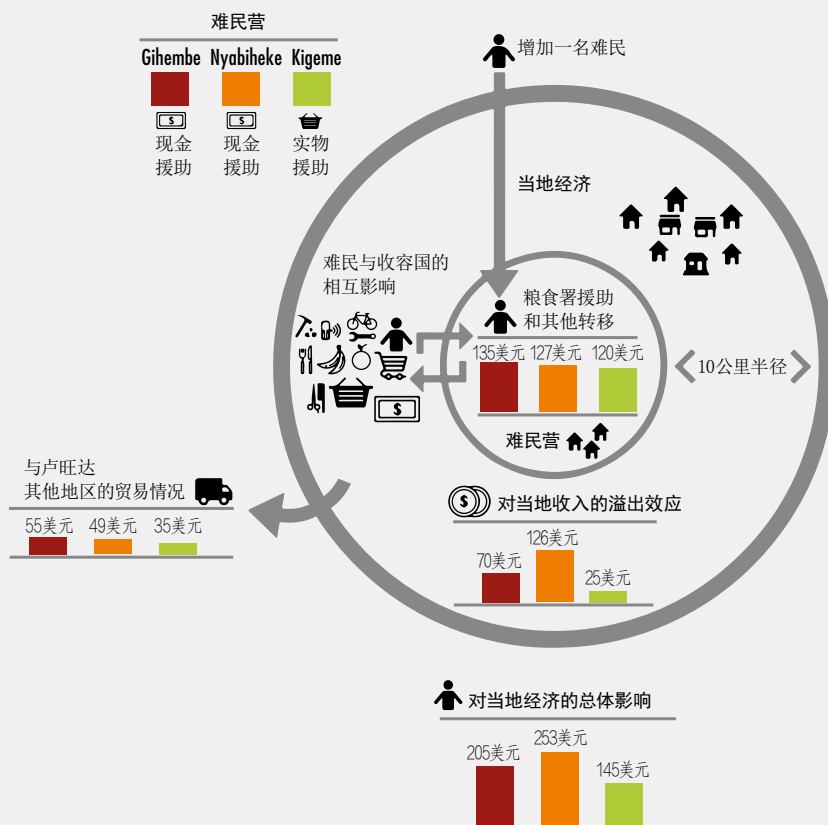 难民营
Gihembe Nyabiheke Kigeme
$ $
现金 现金 实物
援助 援助 援助
增加一名难民
当地经济
难民与收容国的
相互影响
粮食署援助
和其他转移
135美元 127美元 120美元
10公里半径
$
难民营
与卢旺达
其他地区的贸易情况
55美元 49美元 35美元
$ 对当地收入的溢出效应
70美元 126美元 25美元
对当地经济的总体影响
205美元 253美元 145美元